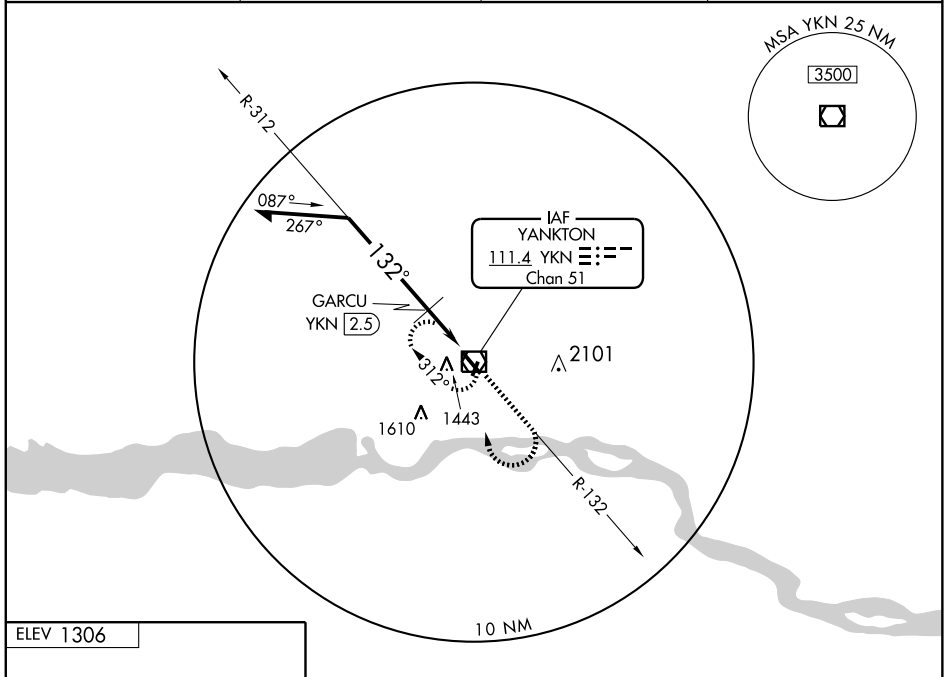 MSA YKN 25 NM
3500
R-312
087°
267°
132°
IAF
YANKTON
111.4 YKN
Chan 51
GARCU
YKN 2.5
312°
2101
1443
1610
R-132
10 NM
ELEV 1306